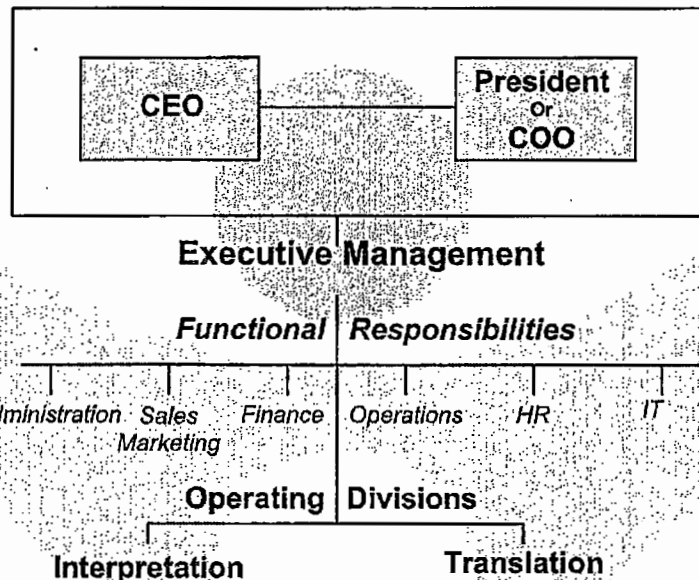 CEO
President
Or
COO
Executive Management
Functional Responsibilities
dministration Sales Finance Operations HR IT
Marketing
Operating Divisions
Interpretation Translation